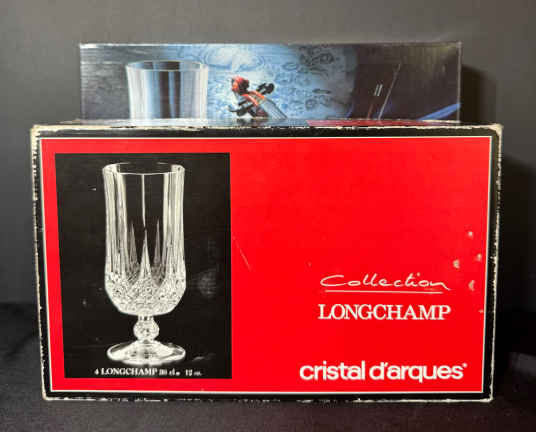 Collection
LONGCHAMP
4 LONGCHAMP 30 cl. 12 oz.
cristal d'arques®